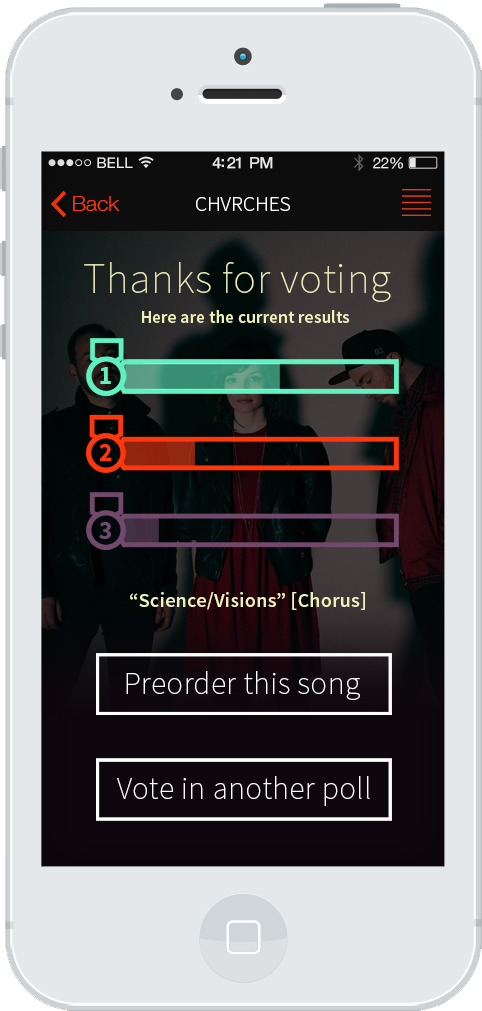 BELL 4:21 PM 22%
Back CHVRCHES
Thanks for voting
Here are the current results
1
2
3
“Science/Visions” [Chorus]
Preorder this song
Vote in another poll